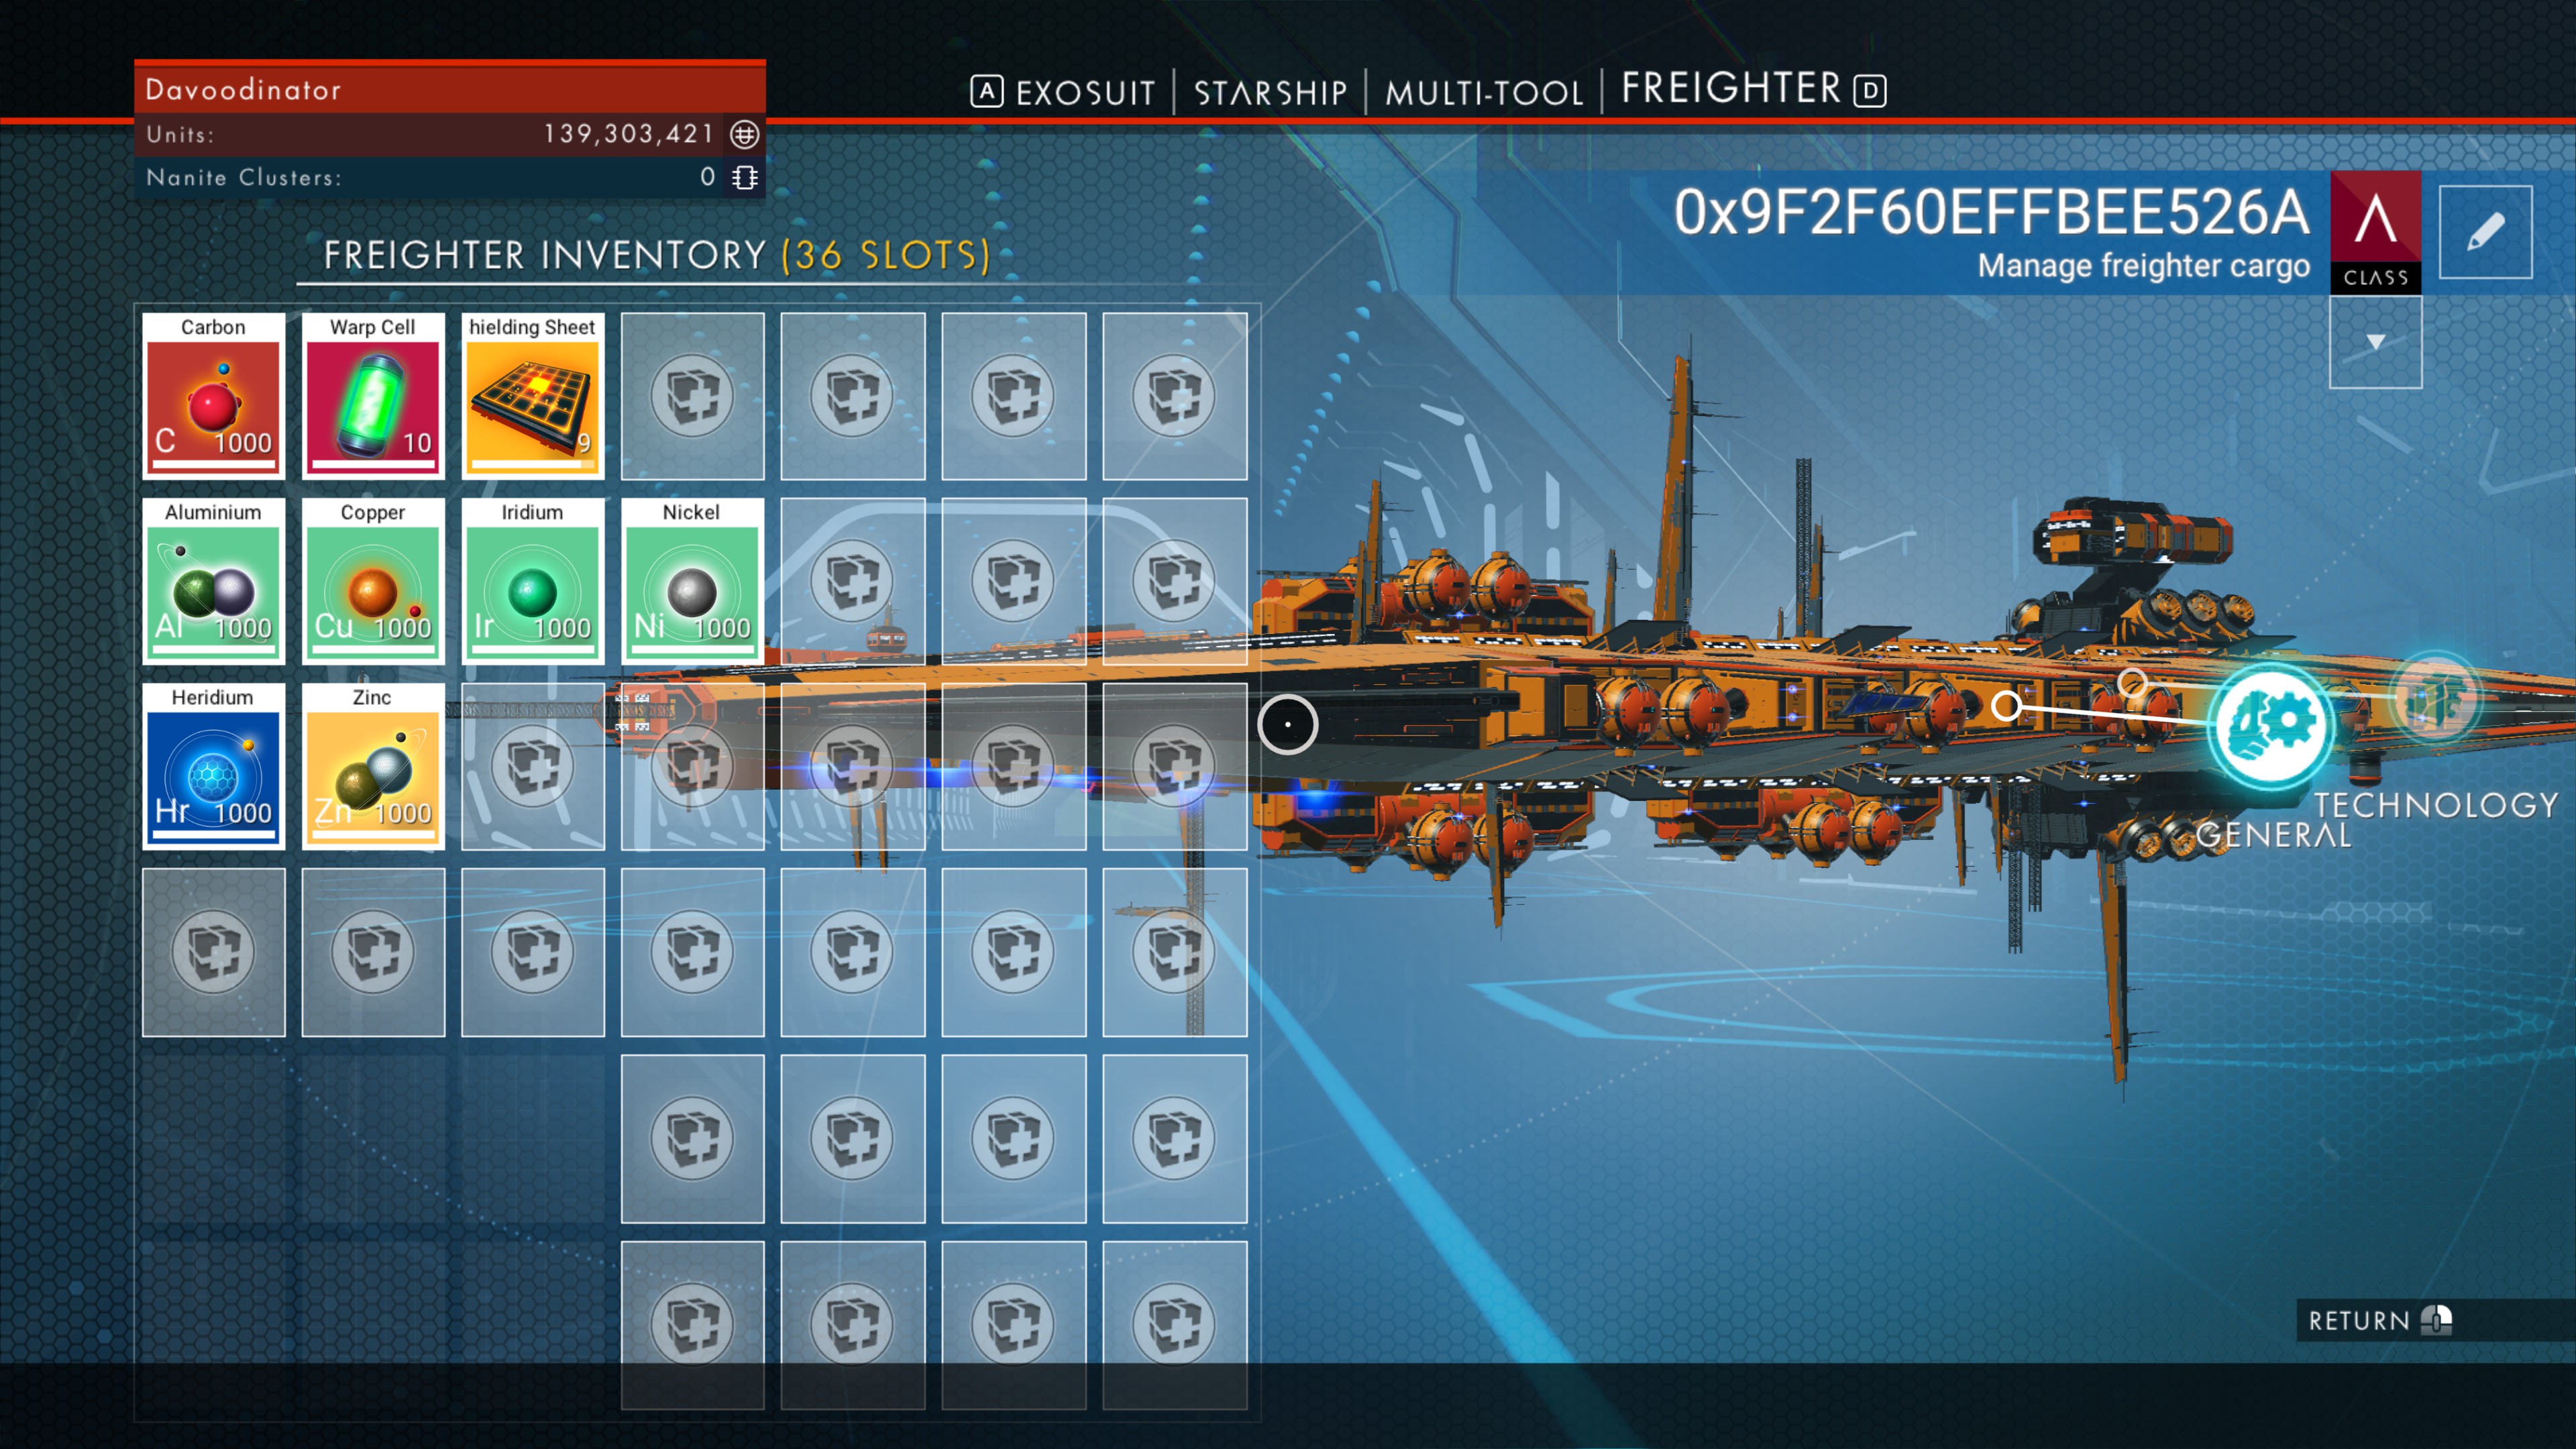 Davoodinator
Units: 139,303,421
Nanite Clusters: 0
A EXOSUIT STARSHIP MULTI-TOOL FREIGHTER D
0x9F2F60EFFBEE526A
Manage freighter cargo
A
CLASS
FREIGHTER INVENTORY (36 SLOTS)
Carbon Warp Cell hielding Sheet
C 1000 10 9
Aluminium Copper Iridium Nickel
Al 1000 Cu 1000 Ir 1000 Ni 1000
Heridium Zinc
Hr 1000 Zn 1000
TECHNOLOGY
GENERAL
RETURN